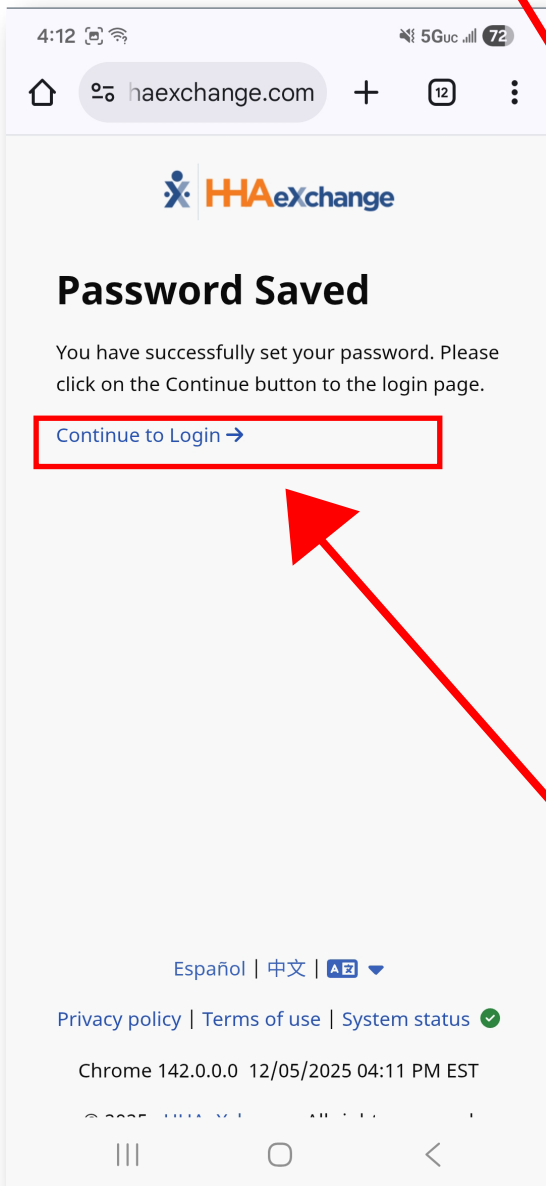 4:12
5Guc 72
haexchange.com
12
HHAeXchange
Password Saved
You have successfully set your password. Please
click on the Continue button to the login page.
Continue to Login →
Español | 中文 |
Privacy policy | Terms of use | System status
Chrome 142.0.0.0 12/05/2025 04:11 PM EST